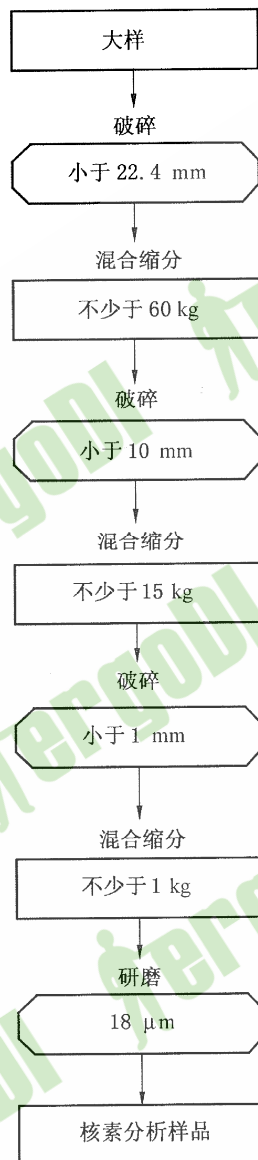 大样
破碎
小于 22.4 mm
混合缩分
不少于 60 kg
破碎
小于 10 mm
混合缩分
不少于 15 kg
破碎
小于 1 mm
混合缩分
不少于 1 kg
研磨
18 μm
核素分析样品